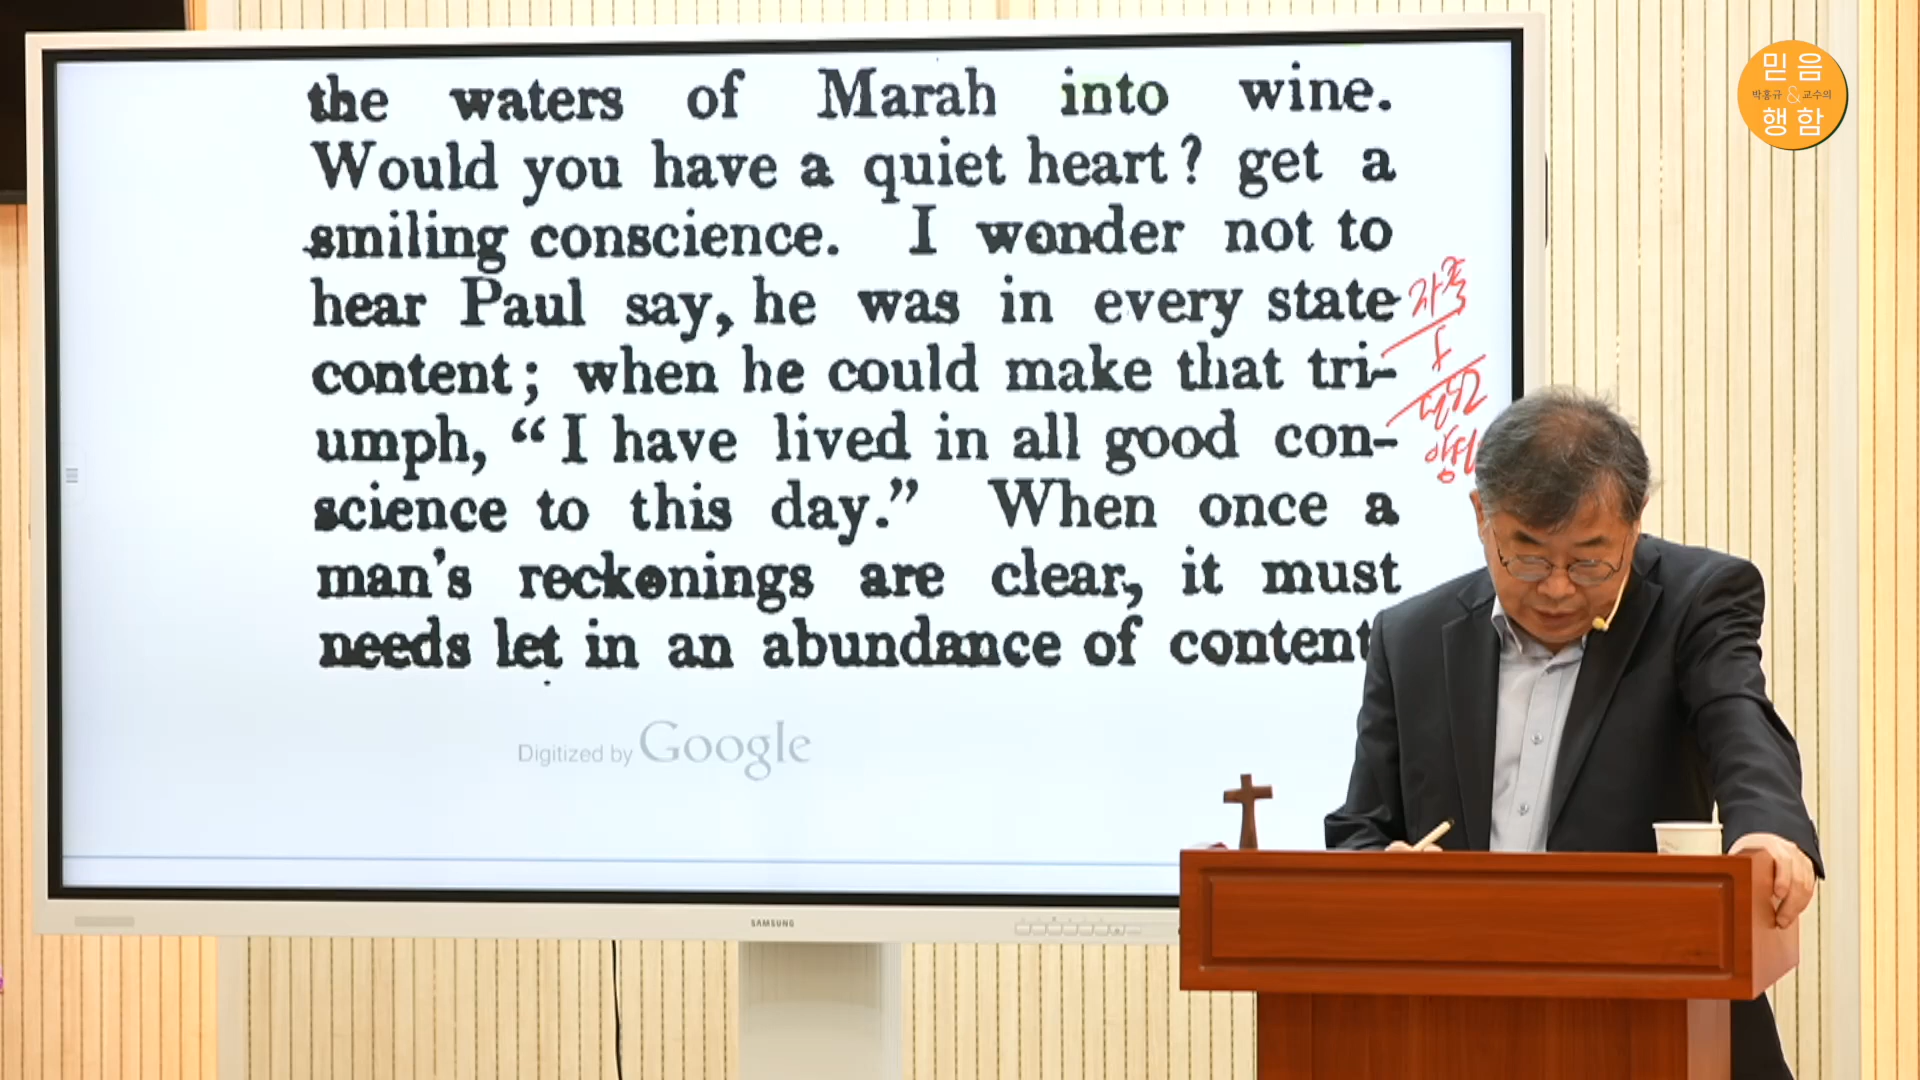 the waters of Marah into wine.
Would you have a quiet heart? get a
smiling conscience. I wonder not to
hear Paul say, he was in every state
content; when he could make that tri-
umph, “I have lived in all good con-
science to this day.” When once a
man's reckonings are clear, it must
needs let in an abundance of content
Digitized by Google
자족
SAMSUNG
믿음
박홍규 & 교수의
행함